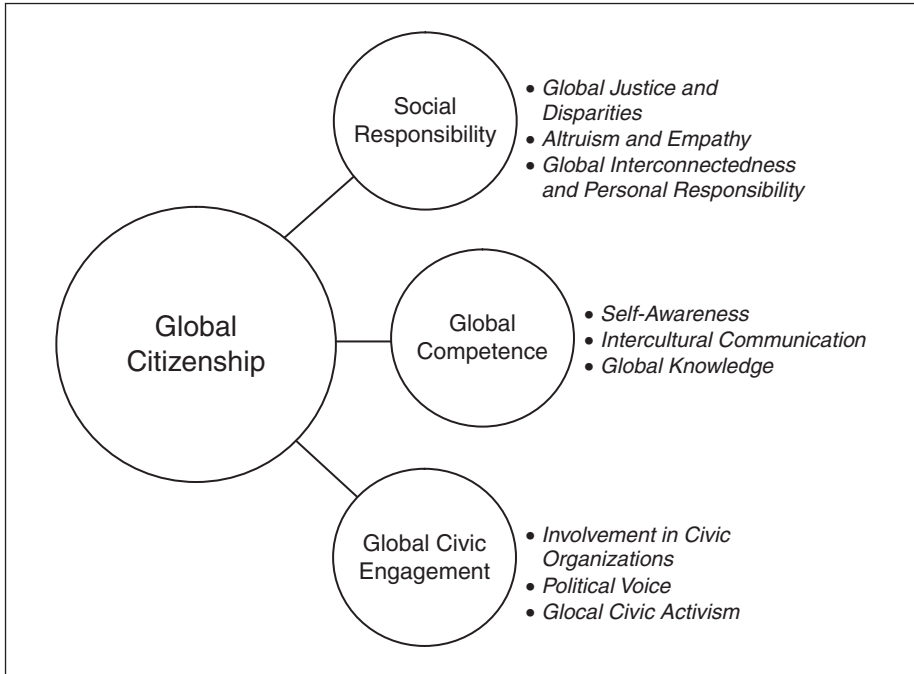 Social
Responsibility
• Global Justice and
Disparities
• Altruism and Empathy
• Global Interconnectedness
and Personal Responsibility
Global
Citizenship
Global
Competence
• Self-Awareness
• Intercultural Communication
• Global Knowledge
Global Civic
Engagement
• Involvement in Civic
Organizations
• Political Voice
• Glocal Civic Activism